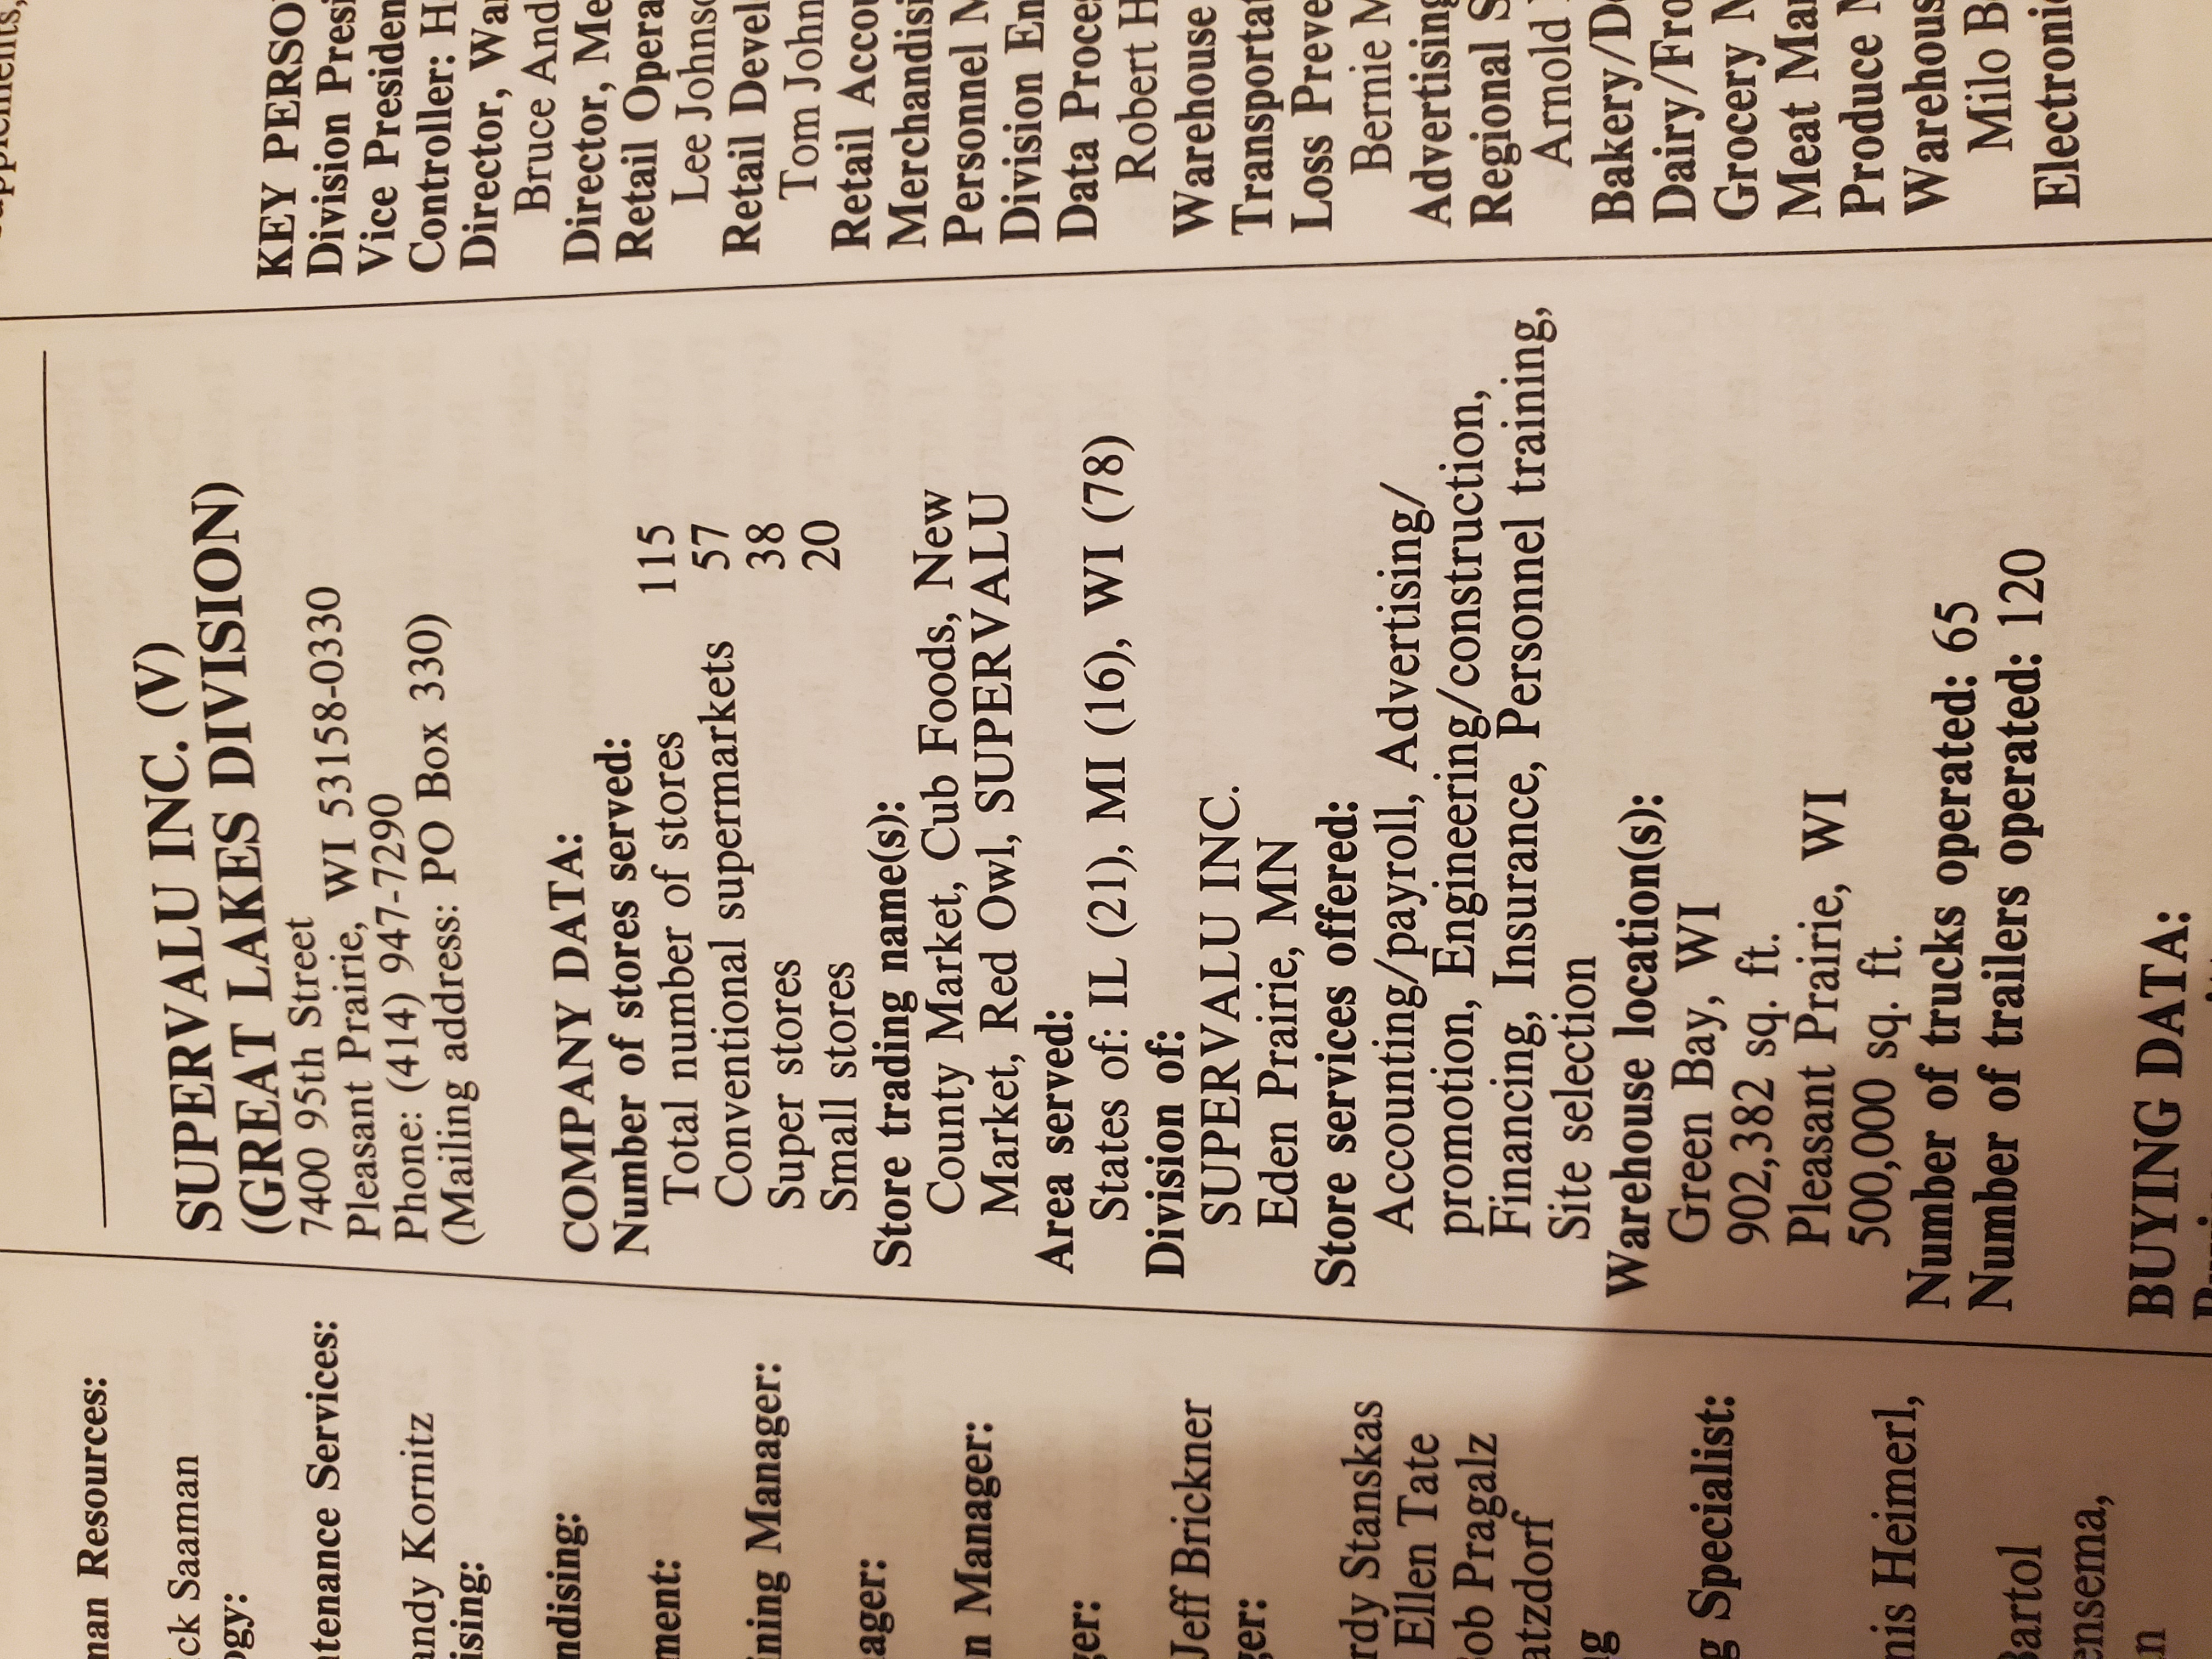 man Resources:
ck Saaman
ogy:
tenance Services:
andy Kornitz
ising:
ndising:
ment:
ning Manager:
ager:
n Manager:
ger:
Jeff Brickner
ger:
rdy Stanskas
Ellen Tate
ob Pragalz
atzdorf
ng
g Specialist:
nis Heimerl,
Bartol
ensema,
n
SUPERVALU INC. (V)
(GREAT LAKES DIVISION)
7400 95th Street
Pleasant Prairie, WI 53158-0330
Phone: (414) 947-7290
(Mailing address: PO Box 330)
COMPANY DATA:
Number of stores served:
Total number of stores 115
Conventional supermarkets 57
Super stores 38
Small stores 20
Store trading name(s):
County Market, Cub Foods, New
Market, Red Owl, SUPERVALU
Area served:
States of: IL (21), MI (16), WI (78)
Division of:
SUPERVALU INC.
Eden Prairie, MN
Store services offered:
Accounting/payroll, Advertising/
promotion, Engineering/construction,
Financing, Insurance, Personnel training,
Site selection
Warehouse location(s):
Green Bay, WI
902,382 sq. ft.
Pleasant Prairie, WI
500,000 sq. ft.
Number of trucks operated: 65
Number of trailers operated: 120
BUYING DATA:
KEY PERSO
Division Presi
Vice Presiden
Controller: H
Director, Wa
Bruce And
Director, Me
Retail Opera
Lee Johnso
Retail Devel
Tom John
Retail Accou
Merchandisi
Personnel M
Division En
Data Proces
Robert H
Warehouse
Transportat
Loss Preve
Bernie M
Advertising
Regional S
Arnold
Bakery/D
Dairy/Fro
Grocery M
Meat Mar
Produce M
Warehous
Milo B
Electroni